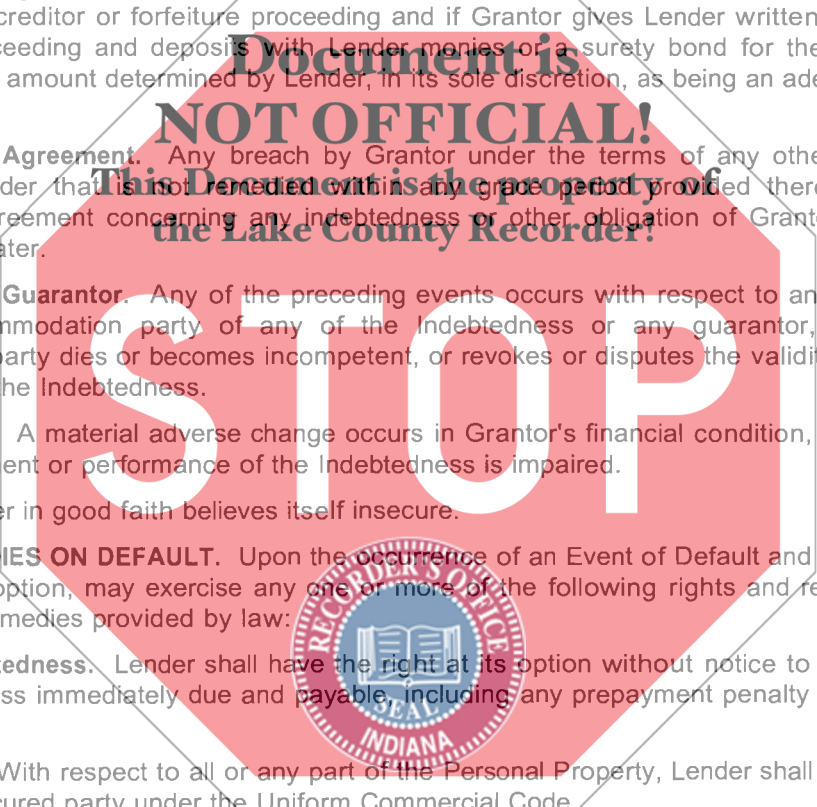 creditor or forfeiture proceeding and if Grantor gives Lender written
ceeding and deposits with Lender monies or a surety bond for the
amount determined by Lender, in its sole discretion, as being an ade
Document is
NOT OFFICIAL!
This Document is the property of
the Lake County Recorder!
Agreement. Any breach by Grantor under the terms of any othe
der that is not remedied within any grace period provided there
reement concerning any indebtedness or other obligation of Granto
ater.
Guarantor. Any of the preceding events occurs with respect to an
mmodation party of any of the Indebtedness or any guarantor,
party dies or becomes incompetent, or revokes or disputes the validit
the Indebtedness.
STOP
A material adverse change occurs in Grantor's financial condition,
ent or performance of the Indebtedness is impaired.
er in good faith believes itself insecure.
IES ON DEFAULT. Upon the occurrence of an Event of Default and
option, may exercise any one or more of the following rights and re
medies provided by law:
RECORDER'S OFFICE
SEAL
INDIANA
tedness. Lender shall have the right at its option without notice to
ss immediately due and payable, including any prepayment penalty
With respect to all or any part of the Personal Property, Lender shall
cured party under the Uniform Commercial Code.